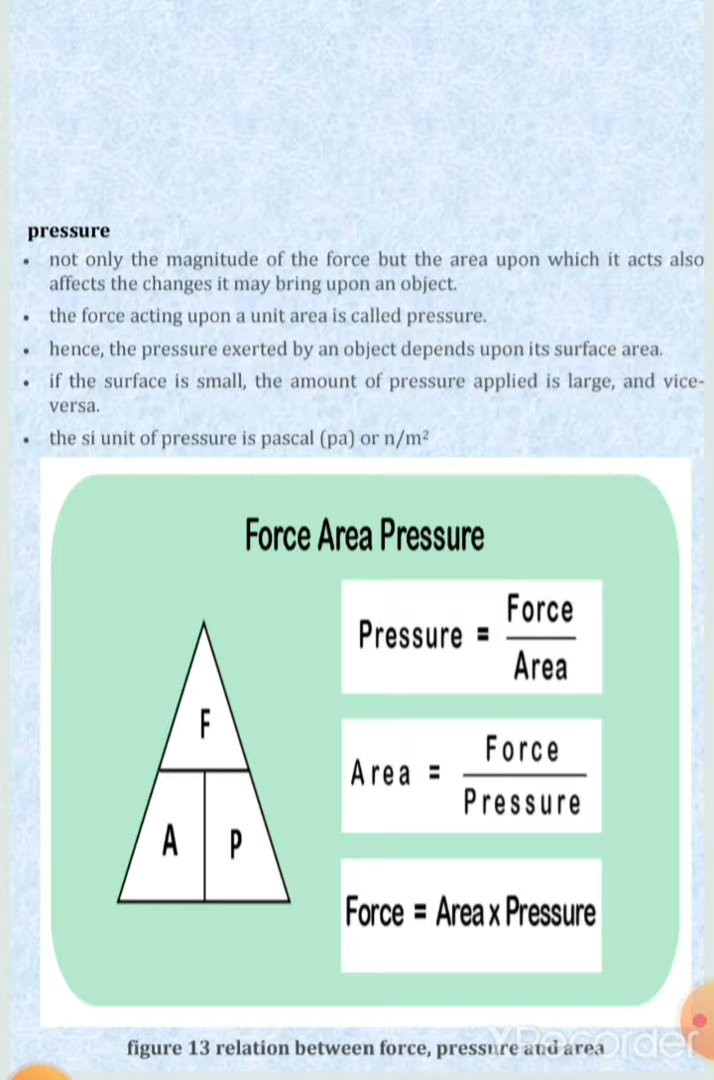 pressure
• not only the magnitude of the force but the area upon which it acts also
affects the changes it may bring upon an object.
• the force acting upon a unit area is called pressure.
• hence, the pressure exerted by an object depends upon its surface area.
• if the surface is small, the amount of pressure applied is large, and vice-
versa.
• the si unit of pressure is pascal (pa) or n/m²
Force Area Pressure
Pressure = Force
Area
F
Area = Force
Pressure
A P
Force = Area x Pressure
figure 13 relation between force, pressure and area
XRecorder